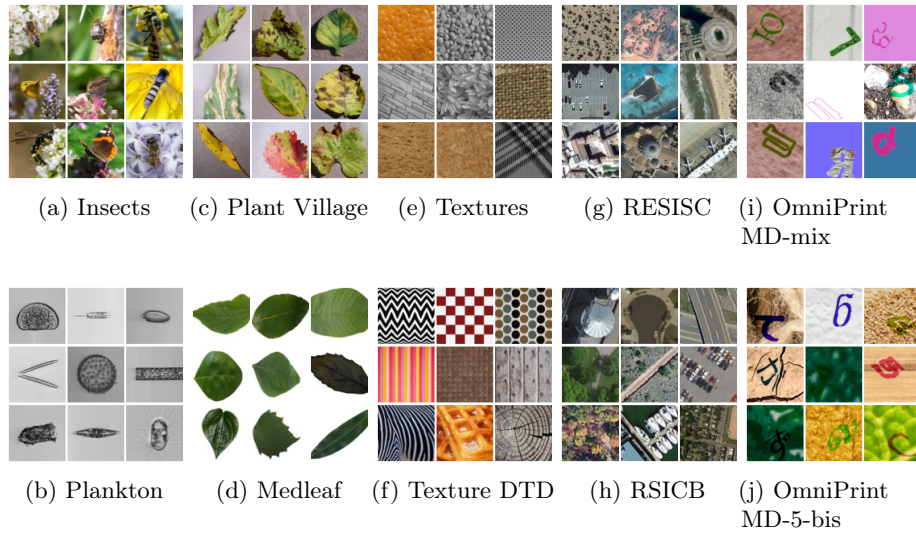 (a) Insects
(c) Plant Village
(e) Textures
(g) RESISC
(i) OmniPrint
MD-mix
б
(b) Plankton
(d) Medleaf
(f) Texture DTD
(h) RSICB
(j) OmniPrint
MD-5-bis